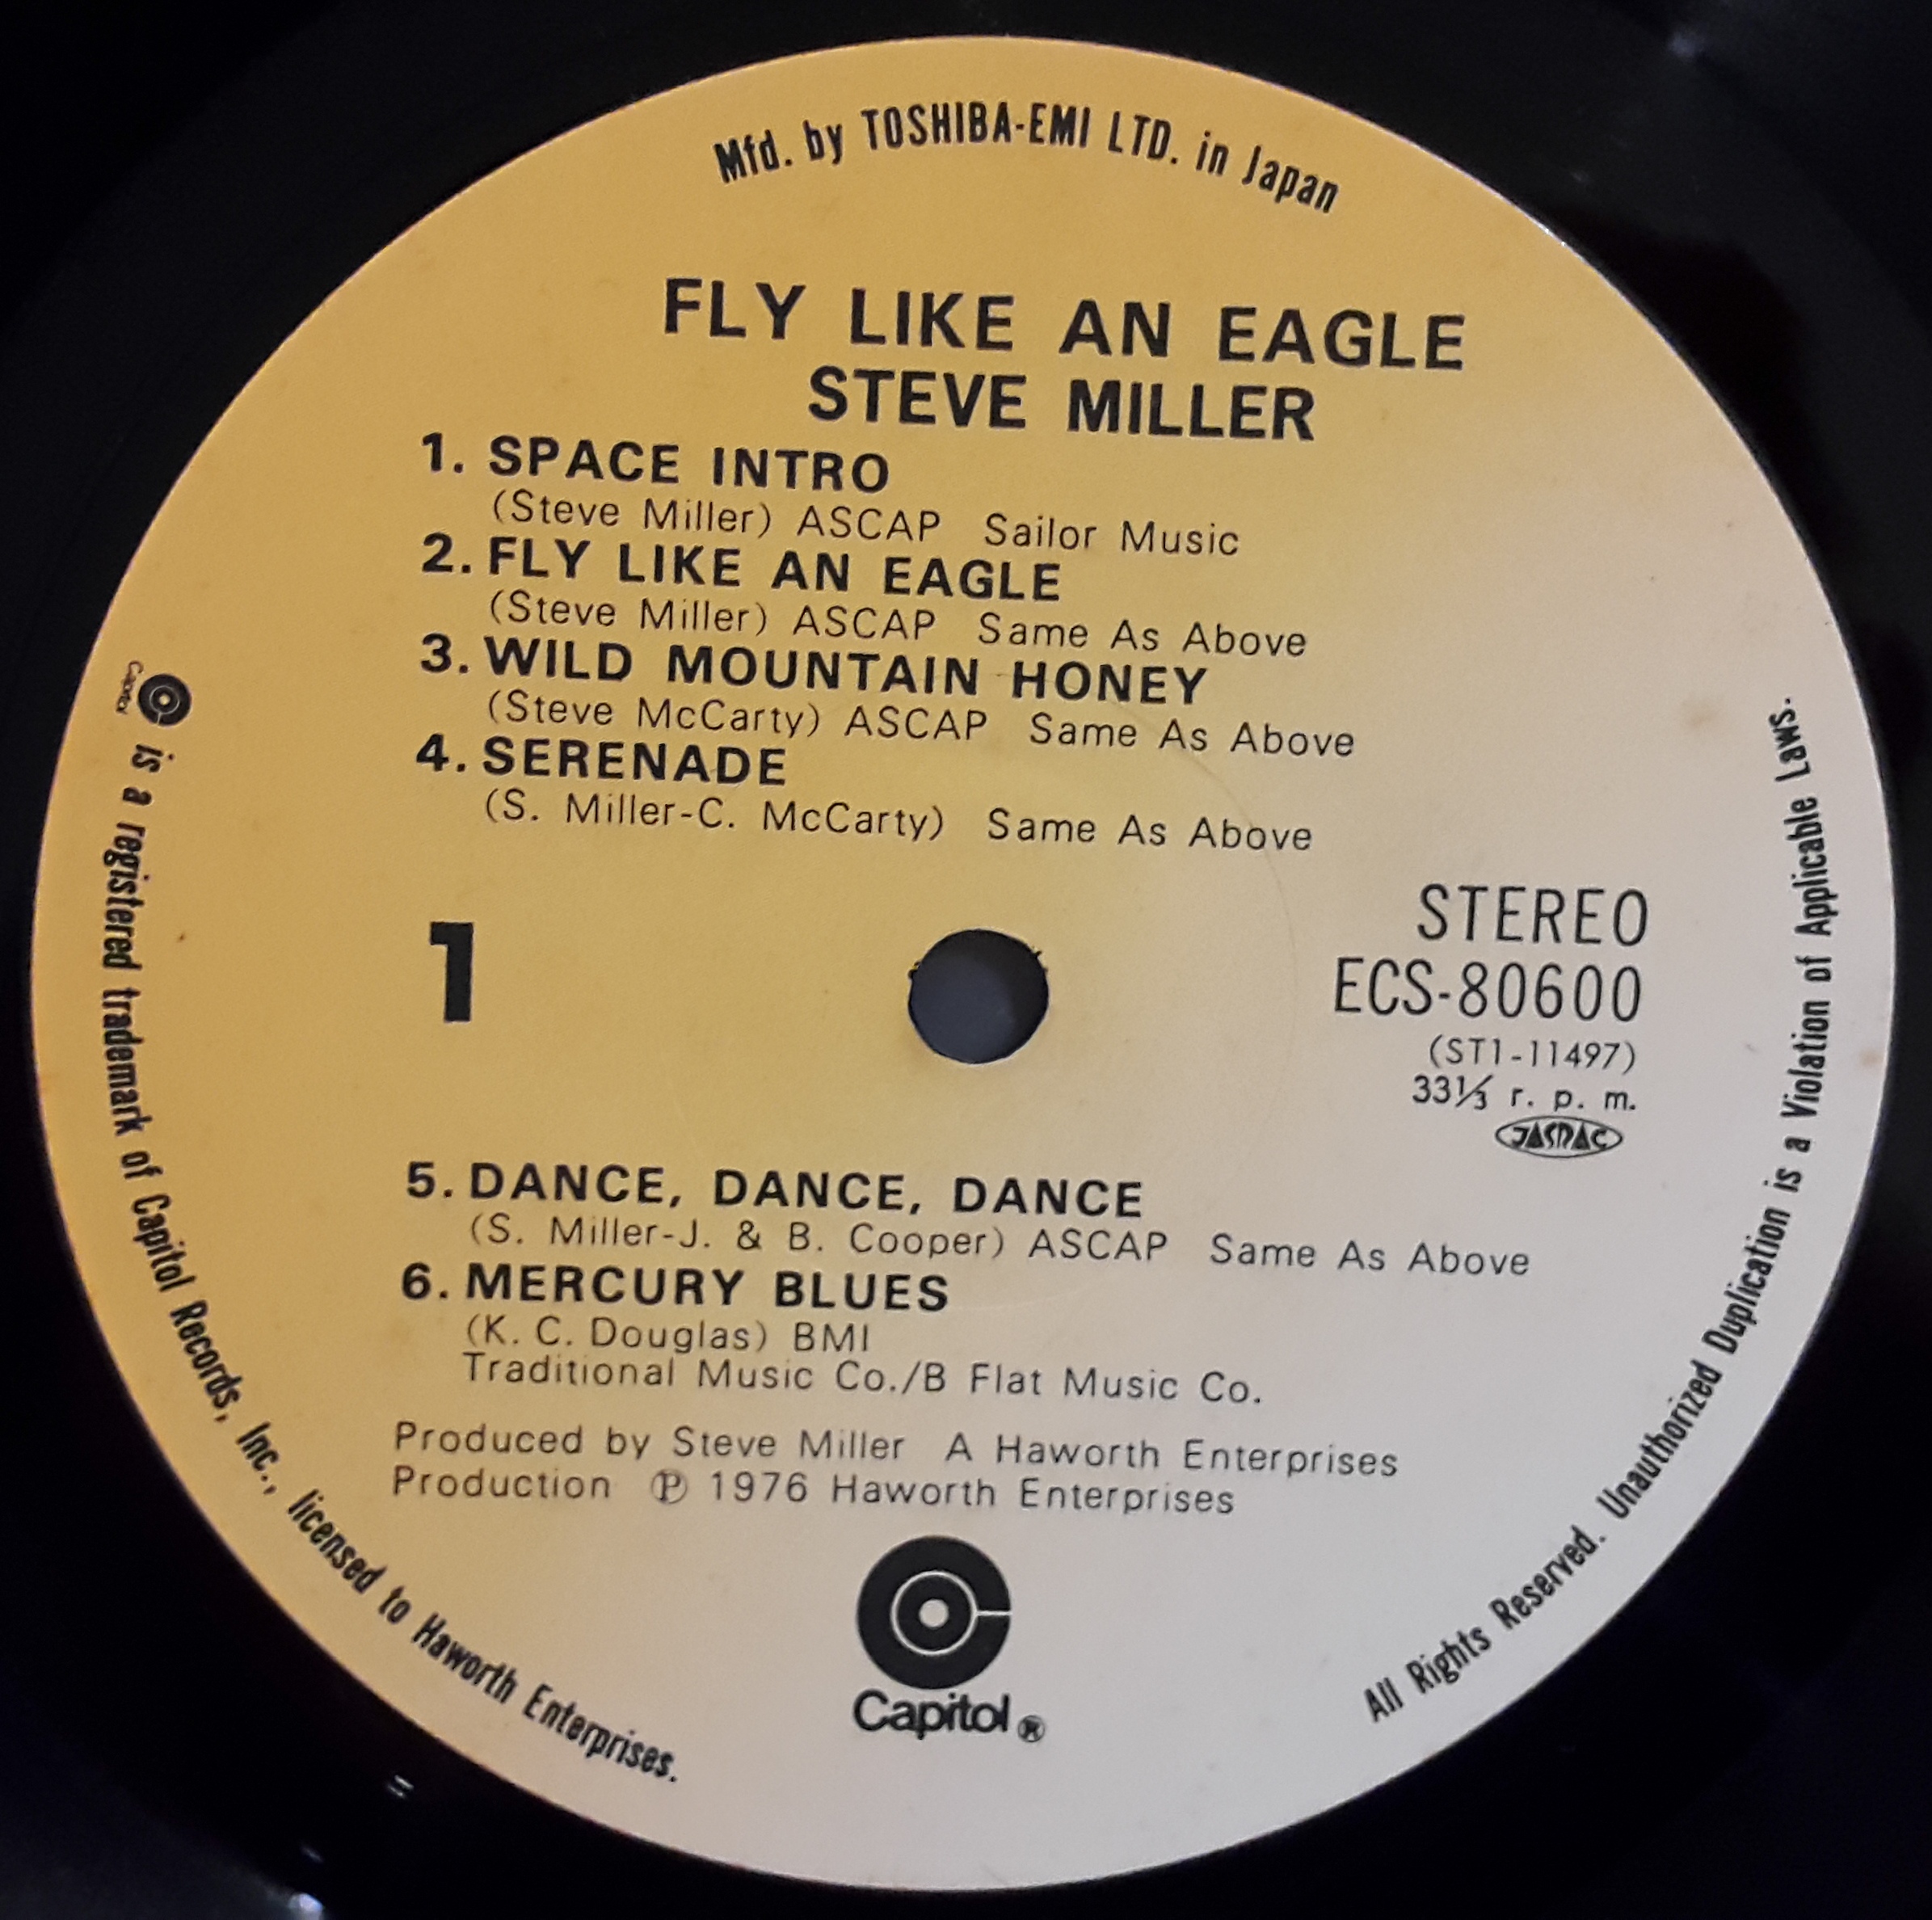 Mfd. by TOSHIBA-EMI LTD. in Japan
FLY LIKE AN EAGLE
STEVE MILLER
1. SPACE INTRO
(Steve Miller) ASCAP Sailor Music
2. FLY LIKE AN EAGLE
(Steve Miller) ASCAP Same As Above
3. WILD MOUNTAIN HONEY
(Steve McCarty) ASCAP Same As Above
4. SERENADE
(S. Miller-C. McCarty) Same As Above
1
STEREO
ECS-80600
(ST1-11497)
33⅓ r. p. m.
JASRAC
5. DANCE, DANCE, DANCE
(S. Miller-J. & B. Cooper) ASCAP Same As Above
6. MERCURY BLUES
(K. C. Douglas) BMI
Traditional Music Co./B Flat Music Co.
Produced by Steve Miller A Haworth Enterprises
Production ℗ 1976 Haworth Enterprises
Capitol ®
Capitol is a registered trademark of Capitol Records, Inc., licensed to Haworth Enterprises.
All Rights Reserved. Unauthorized Duplication is a Violation of Applicable Laws.